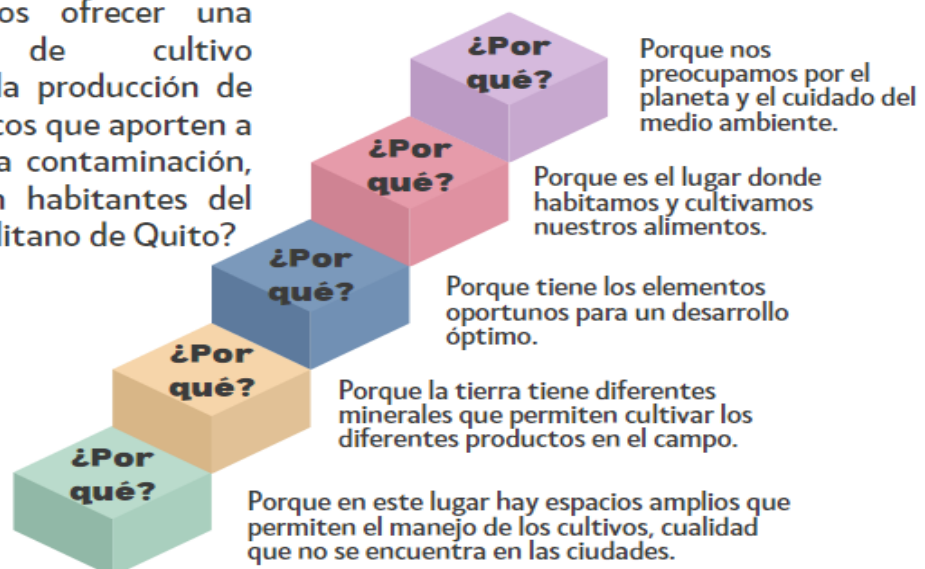 os ofrecer una
de cultivo
la producción de
cos que aporten a
a contaminación,
n habitantes del
litano de Quito?
¿Por
qué?
Porque nos
preocupamos por el
planeta y el cuidado del
medio ambiente.
¿Por
qué?
Porque es el lugar donde
habitamos y cultivamos
nuestros alimentos.
¿Por
qué?
Porque tiene los elementos
oportunos para un desarrollo
óptimo.
¿Por
qué?
Porque la tierra tiene diferentes
minerales que permiten cultivar los
diferentes productos en el campo.
¿Por
qué?
Porque en este lugar hay espacios amplios que
permiten el manejo de los cultivos, cualidad
que no se encuentra en las ciudades.